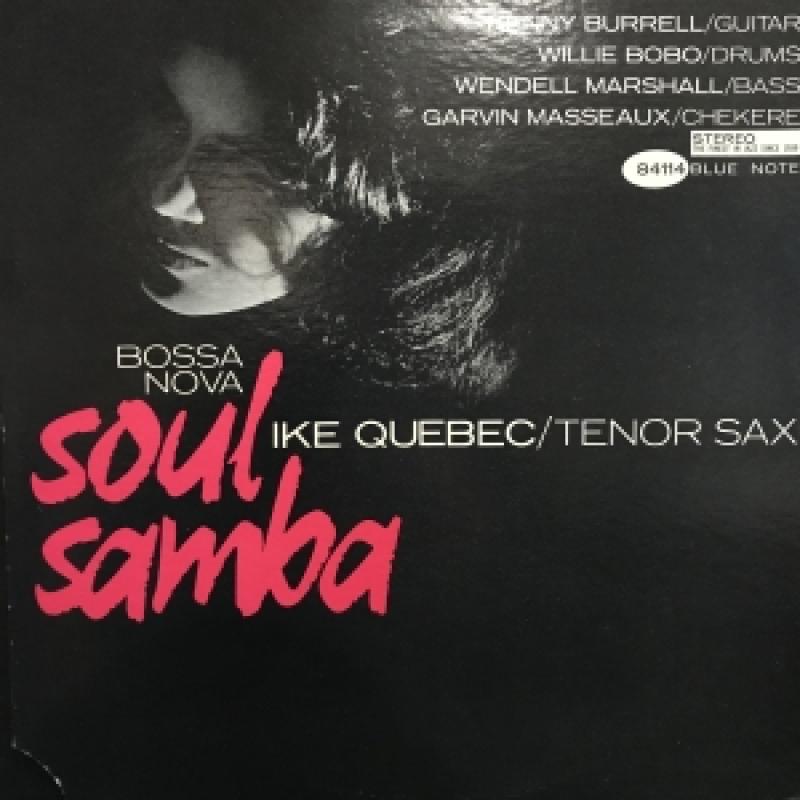 KENNY BURRELL/GUITAR
WILLIE BOBO/DRUMS
WENDELL MARSHALL/BASS
GARVIN MASSEAUX/CHEKERE
STEREO
84114 BLUE NOTE
BOSSA
NOVA
soul
IKE QUEBEC/TENOR SAX
samba